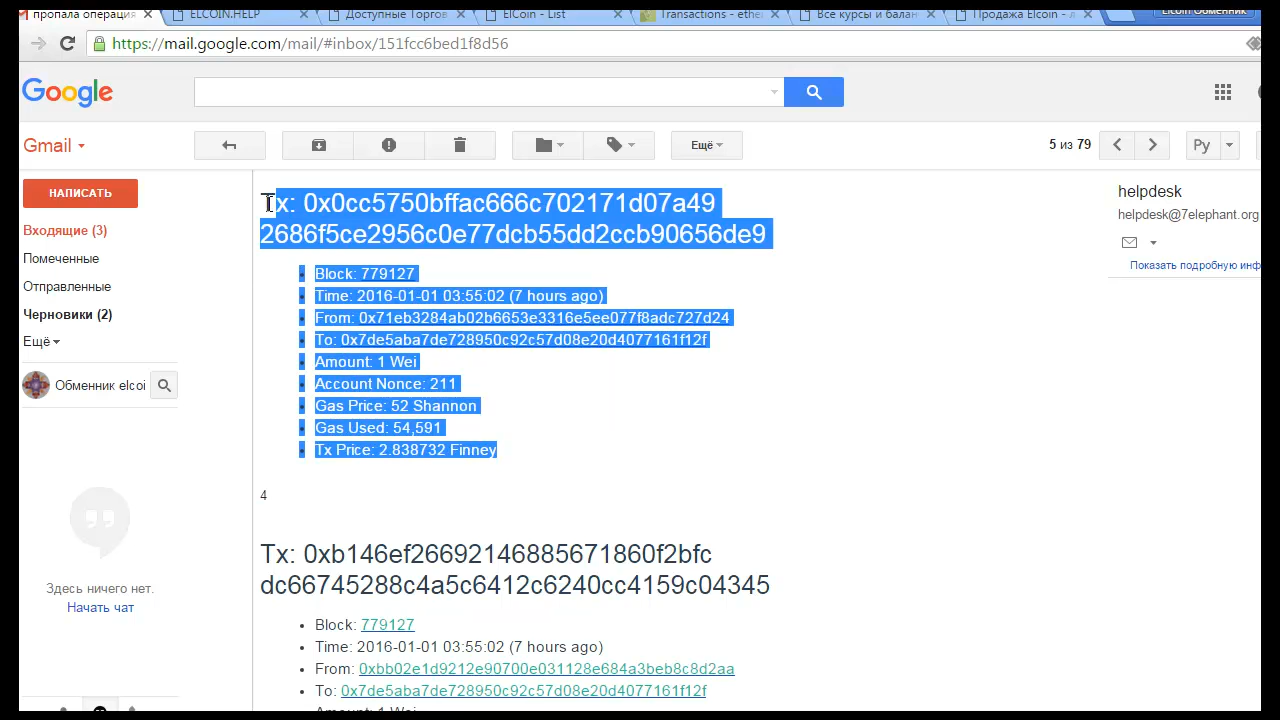 пропала операция
ELCOIN.HELP
Доступные Торгов
ElCoin - List
Transactions - ethe
Все курсы и балан
Продажа Elcoin - л
Elcoin Обменник
https://mail.google.com/mail/#inbox/151fcc6bed1f8d56
Google
Gmail
Ещё
5 из 79
Ру
НАПИСАТЬ
Входящие (3)
Помеченные
Отправленные
Черновики (2)
Ещё
Обменник elcoi
Здесь ничего нет.
Начать чат
Tx: 0x0cc5750bffac666c702171d07a49
2686f5ce2956c0e77dcb55dd2ccb90656de9
Block: 779127
Time: 2016-01-01 03:55:02 (7 hours ago)
From: 0x71eb3284ab02b6653e3316e5ee077f8adc727d24
To: 0x7de5aba7de728950c92c57d08e20d4077161f12f
Amount: 1 Wei
Account Nonce: 211
Gas Price: 52 Shannon
Gas Used: 54,591
Tx Price: 2.838732 Finney
4
Tx: 0xb146ef26692146885671860f2bfc
dc66745288c4a5c6412c6240cc4159c04345
Block: 779127
Time: 2016-01-01 03:55:02 (7 hours ago)
From: 0xbb02e1d9212e90700e031128e684a3beb8c8d2aa
To: 0x7de5aba7de728950c92c57d08e20d4077161f12f
Amount: 1 Wei
helpdesk
helpdesk@7elephant.org
Показать подробную инф